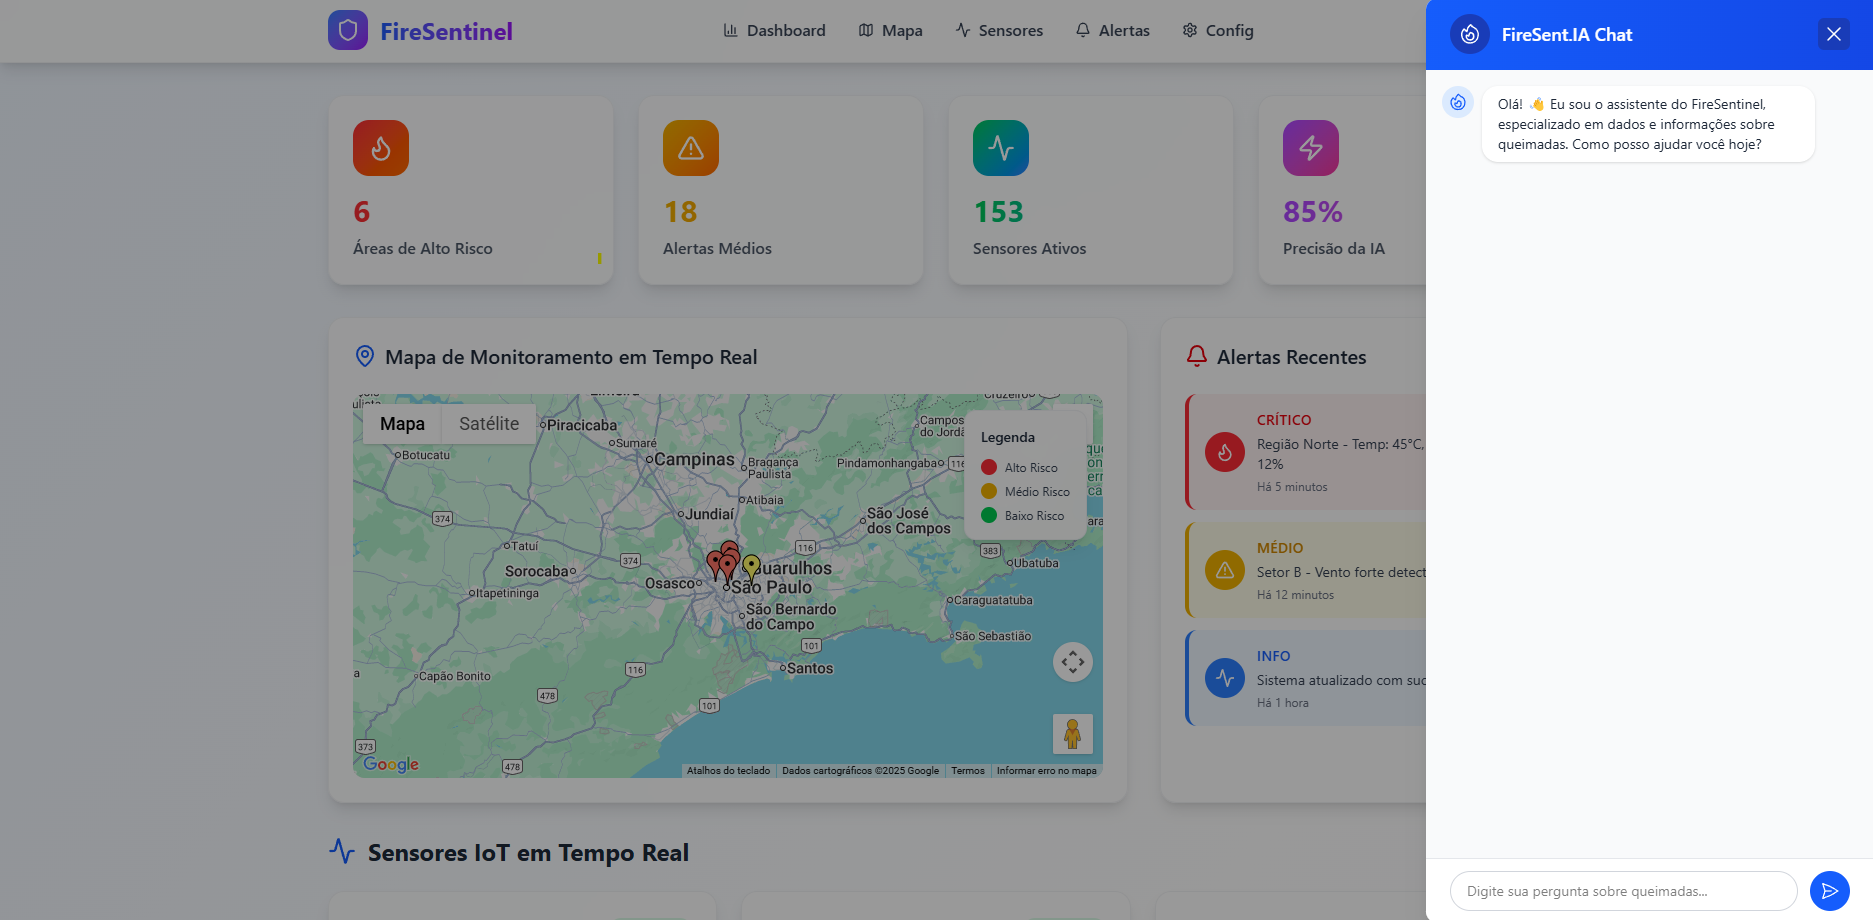 FireSentinel
Dashboard
Mapa
Sensores
Alertas
Config
6
Áreas de Alto Risco
18
Alertas Médios
153
Sensores Ativos
85%
Precisão da IA
Mapa de Monitoramento em Tempo Real
Mapa
Satélite
Piracicaba
Sumaré
Botucatu
Campinas
Bragança
Paulista
Pindamonhangaba
116
Atibaia
Jundiaí
374
São José
dos Campos
Tatuí
374
116
383
Ubatuba
Sorocaba
Osasco
Guarulhos
São Paulo
Itapetininga
São Bernardo
do Campo
Caraguatatuba
101
São Sebastião
Santos
116
Capão Bonito
478
101
373
478
Legenda
Alto Risco
Médio Risco
Baixo Risco
Google
Atalhos do teclado
Dados cartográficos ©2025 Google
Termos
Informar erro no mapa
Alertas Recentes
CRÍTICO
Região Norte - Temp: 45°C,
12%
Há 5 minutos
MÉDIO
Setor B - Vento forte detect
Há 12 minutos
INFO
Sistema atualizado com suc
Há 1 hora
Sensores IoT em Tempo Real
FireSent.IA Chat
Olá! 👋 Eu sou o assistente do FireSentinel,
especializado em dados e informações sobre
queimadas. Como posso ajudar você hoje?
Digite sua pergunta sobre queimadas...